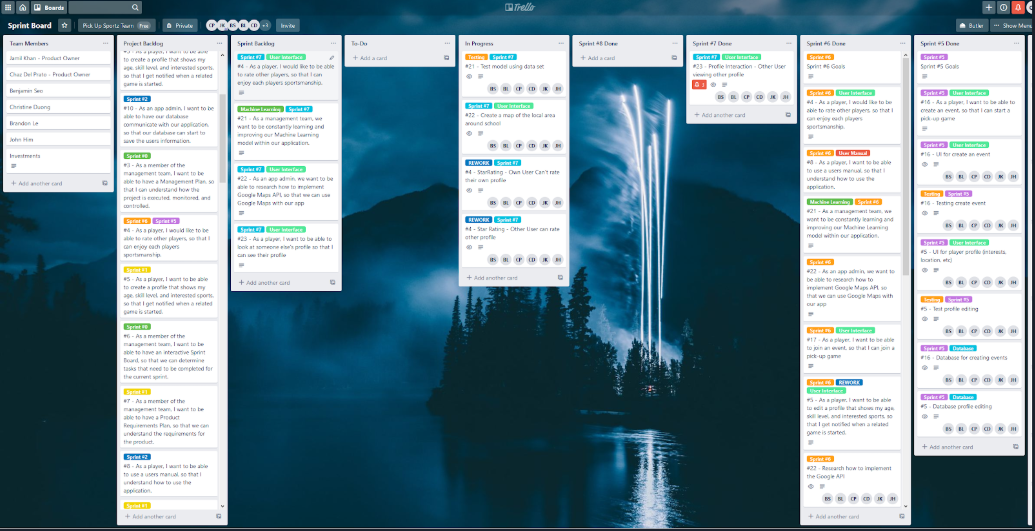 Boards
Trello
Sprint Board
Pick Up Sportz Team
Free
Private
CP JK BS BL CD +1
Invite
Butler
Show Menu
Team Members
Jamil Khan - Product Owner
Chaz Del Prato - Product Owner
Benjamin Seo
Christine Duong
Brandon Le
John Him
Investments
+ Add another card
Project Backlog
to create a profile that shows my
age, skill level, and interested
sports, so that I get notified when a related
game is started.
Sprint #2
#10 - As an app admin, I want to
be able to have our database
communicate with our application,
so that our database can start to
save the users information.
Sprint #0
#3 - As a member of the
management team, I want to
have a Management Plan, so that
I can understand how the
project is executed, monitored, and
controlled.
Sprint #6 Sprint #5
#4 - As a player, I would like to be
able to rate other players, so that I
can enjoy each players
sportsmanship.
Sprint #1
#5 - As a player, I want to be able
to create a profile that shows my
age, skill level, and interested sports,
so that I get notified when a related
game is started.
Sprint #0
#6 - As a member of the
management team, I want to be
able to have an interactive Sprint
Board, so that we can determine
tasks that need to be completed for
the current sprint.
Sprint #1
#7 - As a member of the
management team, I want to be
able to have a Product
Requirements Plan, so that we can
understand the requirements for
the product.
Sprint #2
#8 - As a player, I want to be able
to use a users manual, so that I
understand how to use the
application.
Sprint #1
+ Add another card
Sprint Backlog
Sprint #7 User Interface
#4 - As a player, I would like to be able
to rate other players, so that I can
enjoy each players sportsmanship.
Machine Learning Sprint #7
#21 - As a management team, we
want to be constantly learning and
improving our Machine Learning
model within our application.
Sprint #7 User Interface
#22 - As an app admin, we want to be
able to research how to implement
Google Maps API, so that we can use
Google Maps with our app
Sprint #7 User Interface
#23 - As a player, I want to be able to
look at someone else's profile so that I
can see their profile
+ Add another card
To-Do
+ Add a card
In Progress
Testing Sprint #7
#21 - Test model using data set
BS BL CP CD JK JH
Sprint #7 User Interface
#22 - Create a map of the local area
around school
BS BL CP CD JK JH
REWORK Sprint #7
#4 - StarRating - Own User Can't rate
their own profile
BS BL CP CD JK JH
REWORK Sprint #7
#4 - Star Rating - Other User can rate
other profile
BS BL CP CD JK JH
+ Add another card
Sprint #8 Done
+ Add a card
Sprint #7 Done
Sprint #7 User Interface
#23 - Profile Interaction - Other User
viewing other profile
BS BL CP CD JK JH
+ Add another card
Sprint #6 Done
Sprint #6
Sprint #6 Goals
Sprint #6 User Interface
#4 - As a player, I would like to be
able to rate other players, so that I
can enjoy each players
sportsmanship.
Sprint #6 User Manual
#8 - As a player, I want to be able
to use a users manual, so that I
understand how to use the
application.
Machine Learning Sprint #6
#21 - As a management team, we
want to be constantly learning and
improving our Machine Learning
model within our application.
Sprint #6
#22 - As an app admin, we want to
be able to research how to
implement Google Maps API, so
that we can use Google Maps with
our app
Sprint #6 User Interface
#17 - As a player, I want to be able
to join an event, so that I can join a
pick-up game
Sprint #6 REWORK
User Interface
#5 - As a player, I want to be able
to edit a profile that shows my age,
skill level, and interested sports, so
that I get notified when a related
game is started.
Sprint #6
#22 - Research how to implement
the Google API
BS BL CP CD JK JH
+ Add another card
Sprint #5 Done
Sprint #5
Sprint #5 Goals
Sprint #5 User Interface
#16 - As a player, I want to be able
to create an event, so that I can start a
pick-up game
Sprint #5 User Interface
#16 - UI for create an event
BS BL CP CD JK JH
Testing Sprint #5
#16 - Testing create event
BS BL CP CD JK JH
Sprint #5 User Interface
#5 - UI for player profile (interests,
location, etc)
BS BL CP CD JK JH
Testing Sprint #5
#5 - Test profile editing
BS BL CP CD JK JH
Sprint #5 Database
#16 - Database for creating events
BS BL CP CD JK JH
Sprint #5 Database
#5 - Database profile editing
BS BL CP CD JK JH
+ Add another card